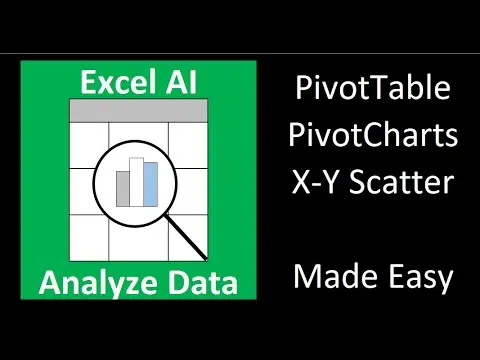 Excel AI
Analyze Data
PivotTable
PivotCharts
X-Y Scatter
Made Easy